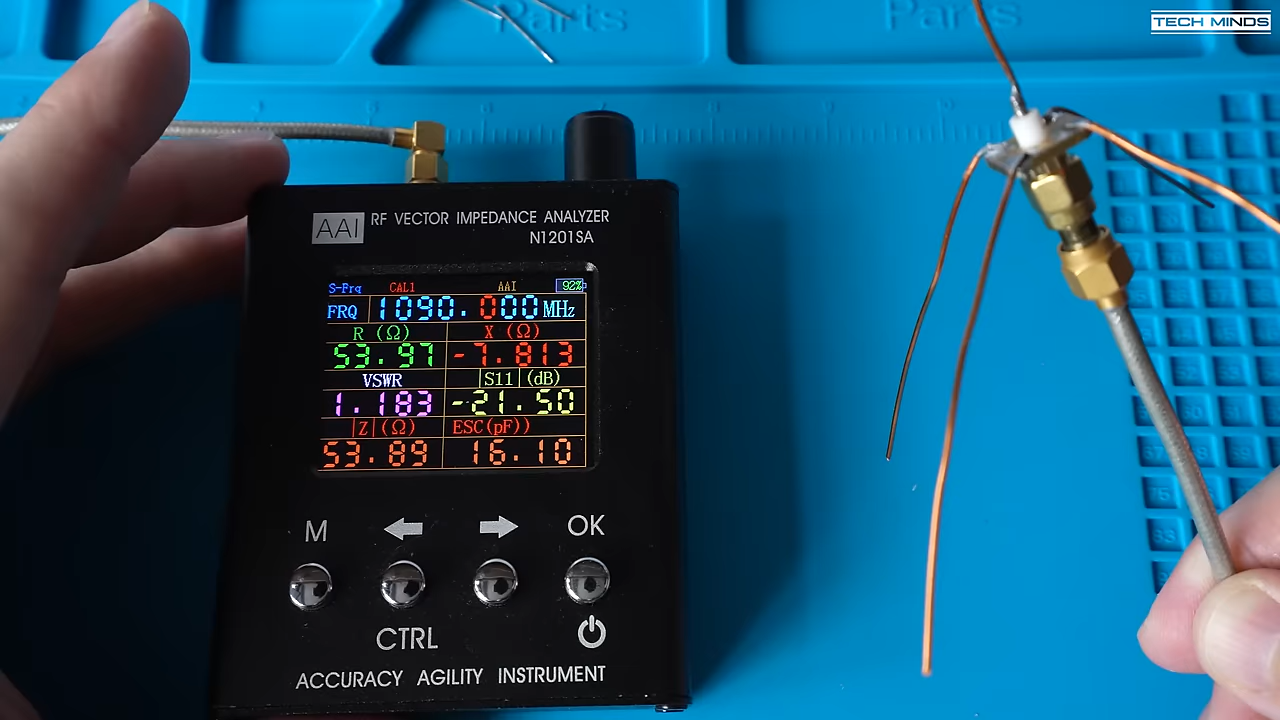 Parts
Parts
TECH MINDS
AAI RF VECTOR IMPEDANCE ANALYZER
N1201SA
S-Frq CAL1 AAI 92%
FRQ 1090.000 MHz
R (Ω) X (Ω)
53.97 -7.813
VSWR |S11| (dB)
1.183 -21.50
|Z| (Ω) ESC(pF))
53.89 16.10
M OK
CTRL
ACCURACY AGILITY INSTRUMENT